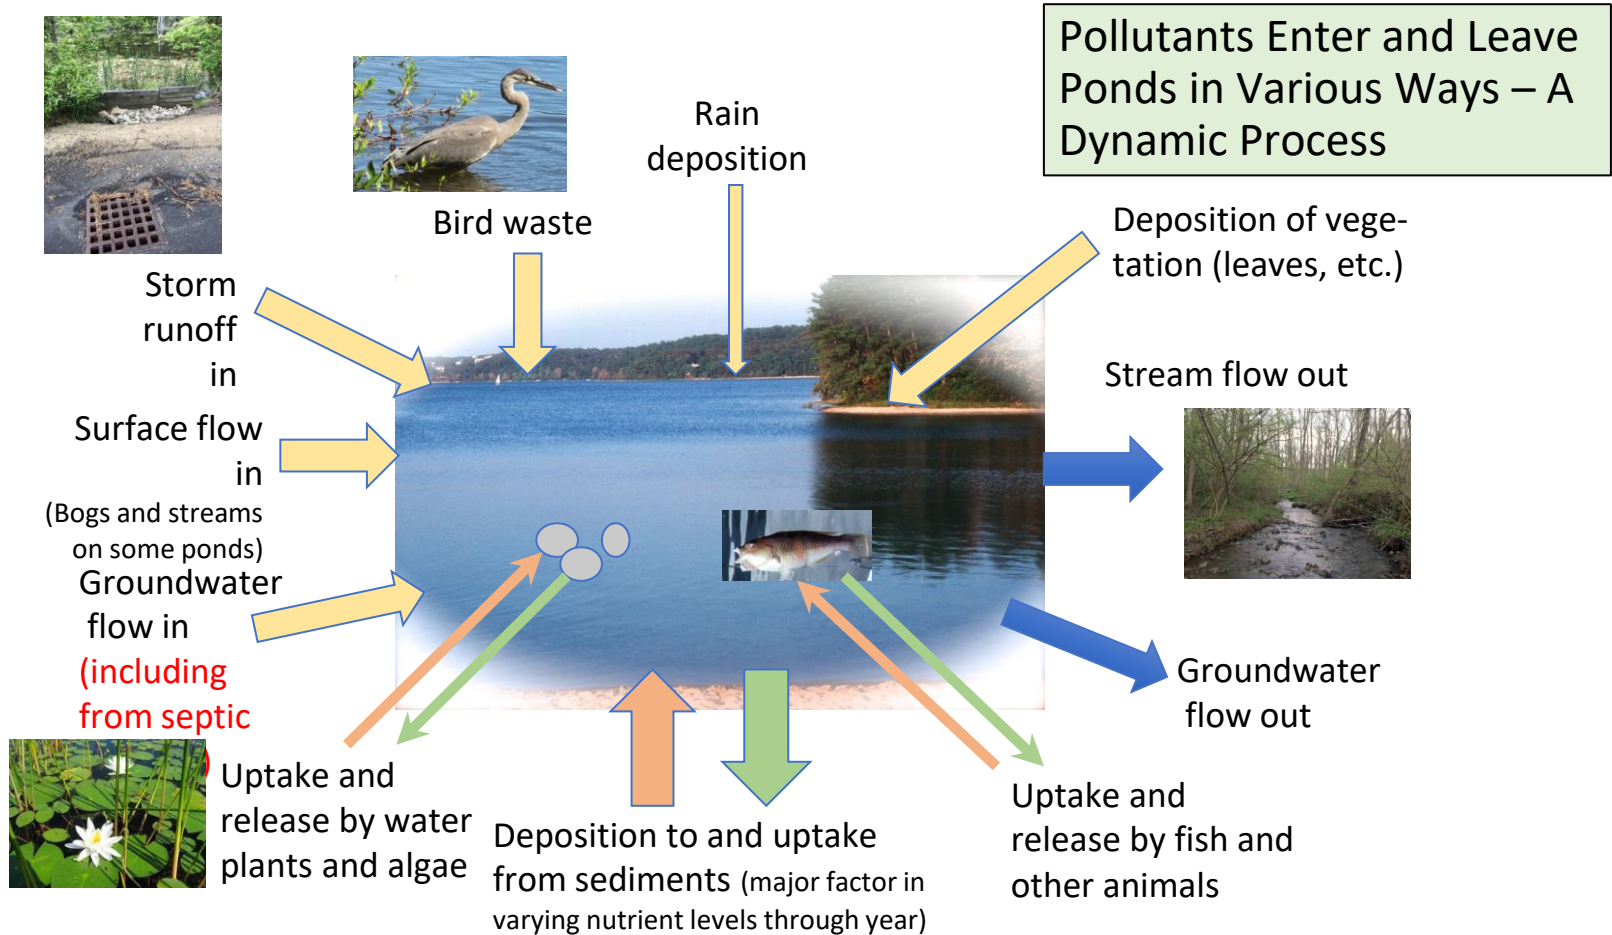 Pollutants Enter and Leave
Ponds in Various Ways – A
Dynamic Process
Rain
deposition
Bird waste
Deposition of vege-
tation (leaves, etc.)
Storm
runoff
in
Stream flow out
Surface flow
in
(Bogs and streams
on some ponds)
Groundwater
flow in
(including
from septic
)
Groundwater
flow out
Uptake and
release by water
plants and algae
Deposition to and uptake
from sediments (major factor in
varying nutrient levels through year)
Uptake and
release by fish and
other animals